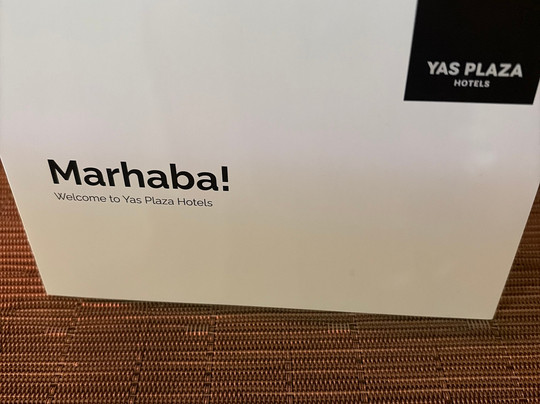 YAS PLAZA
HOTELS
Marhaba!
Welcome to Yas Plaza Hotels